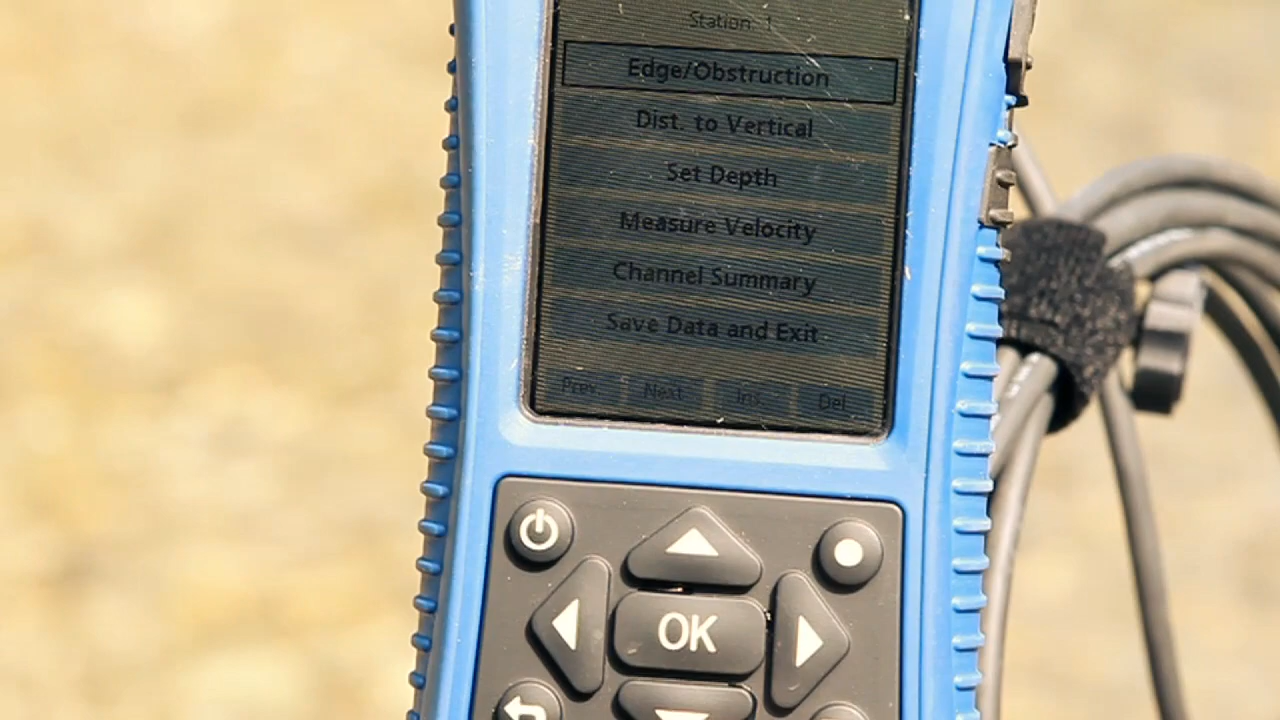 Station 1
Edge/Obstruction
Dist. to Vertical
Set Depth
Measure Velocity
Channel Summary
Save Data and Exit
Prev. Next Ins. Del.
OK